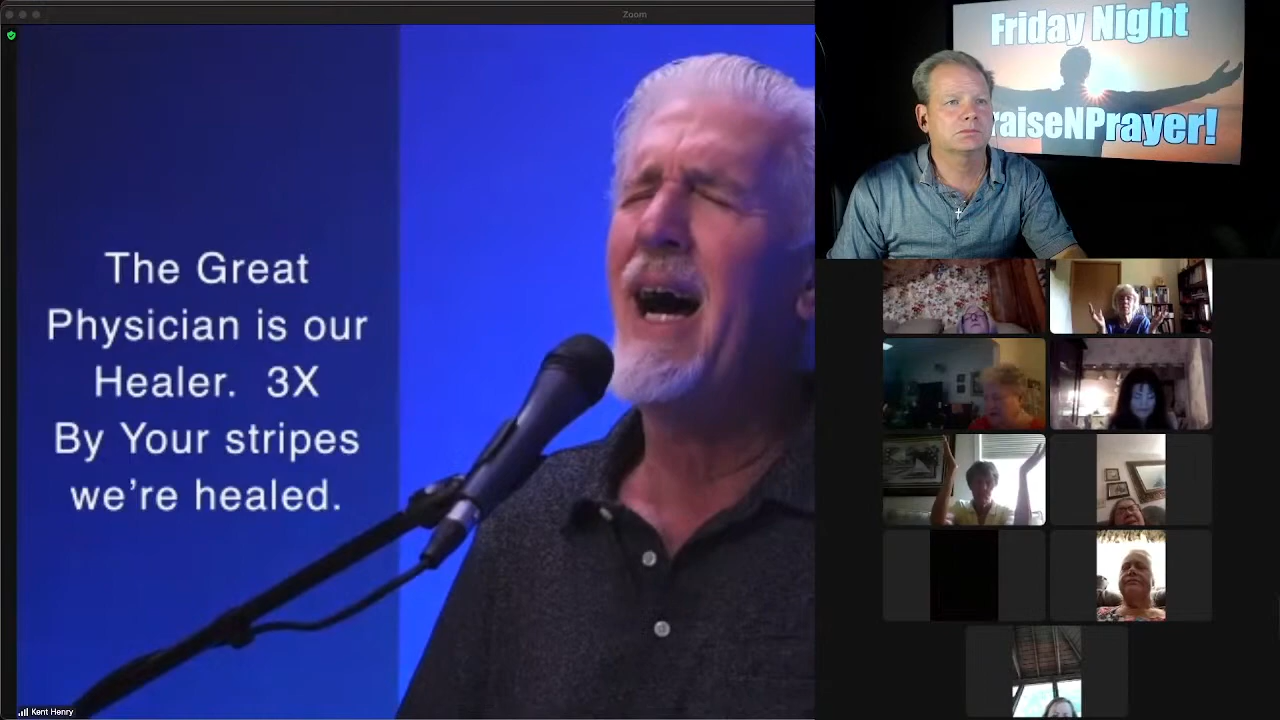 Zoom
The Great
Physician is our
Healer. 3X
By Your stripes
we're healed.
Kent Henry
Friday Night
raiseNPrayer!